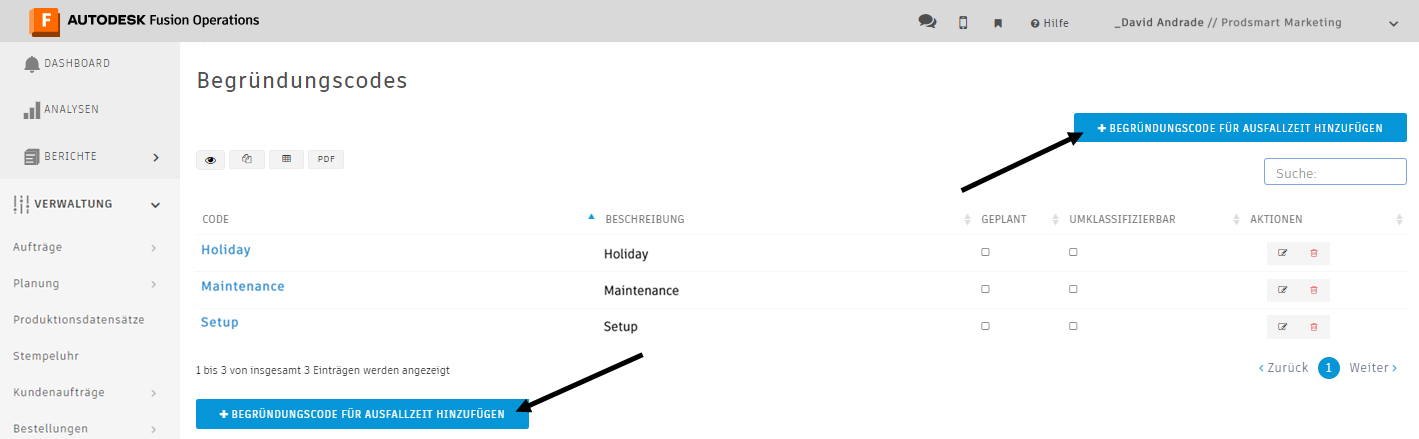 F AUTODESK Fusion Operations
Hilfe
_David Andrade // Prodsmart Marketing
DASHBOARD
ANALYSEN
BERICHTE
VERWALTUNG
Aufträge
Planung
Produktionsdatensätze
Stempeluhr
Kundenaufträge
Bestellungen
Begründungscodes
+ BEGRÜNDUNGSCODE FÜR AUSFALLZEIT HINZUFÜGEN
PDF
Suche:
CODE BESCHREIBUNG GEPLANT UMKLASSIFIZIERBAR AKTIONEN
Holiday Holiday
Maintenance Maintenance
Setup Setup
1 bis 3 von insgesamt 3 Einträgen werden angezeigt
‹ Zurück 1 Weiter ›
+ BEGRÜNDUNGSCODE FÜR AUSFALLZEIT HINZUFÜGEN